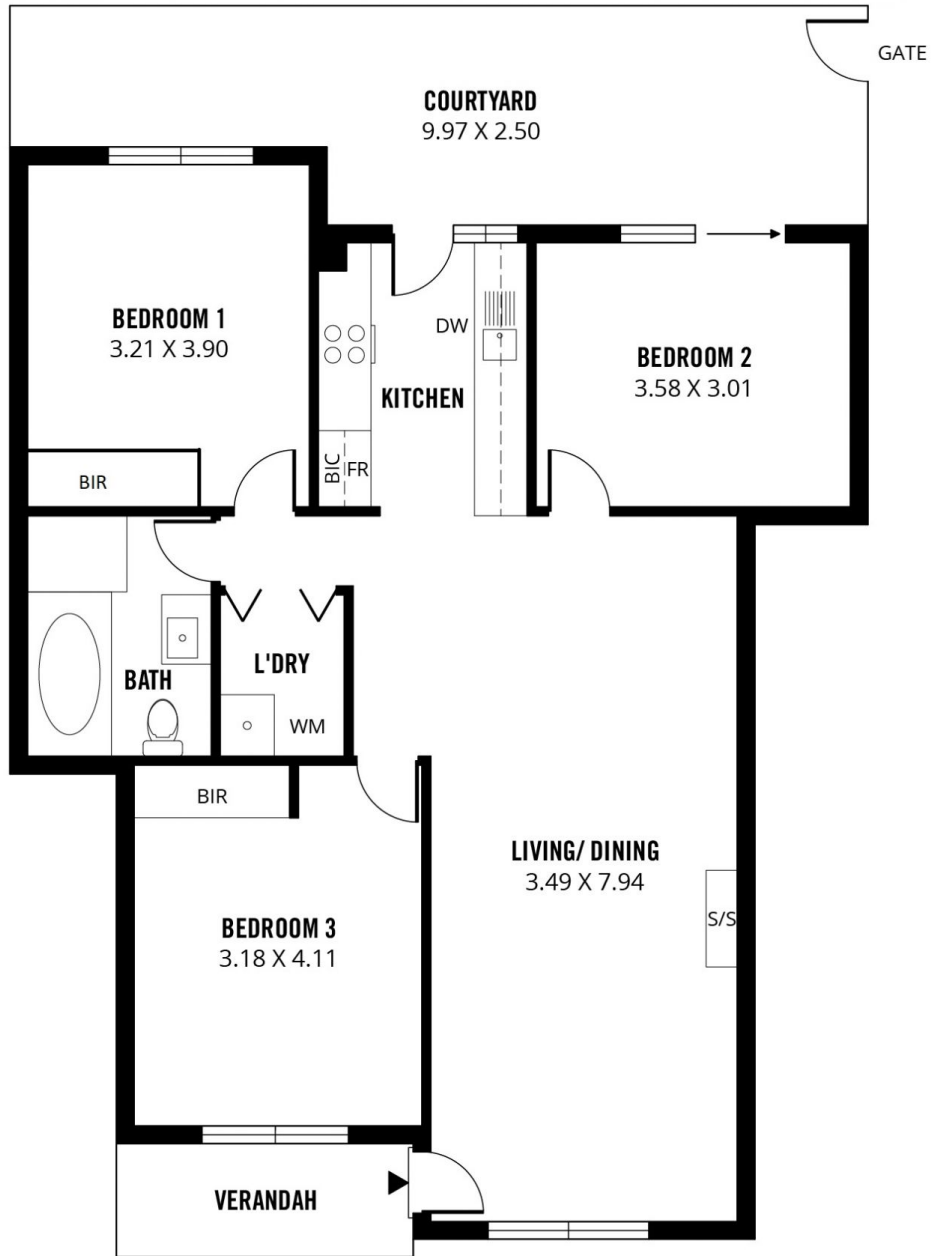 GATE
COURTYARD
9.97 X 2.50
BEDROOM 1
3.21 X 3.90
DW
KITCHEN
BEDROOM 2
3.58 X 3.01
BIC
FR
BIR
L'DRY
BATH
WM
BIR
LIVING/ DINING
3.49 X 7.94
S/S
BEDROOM 3
3.18 X 4.11
VERANDAH